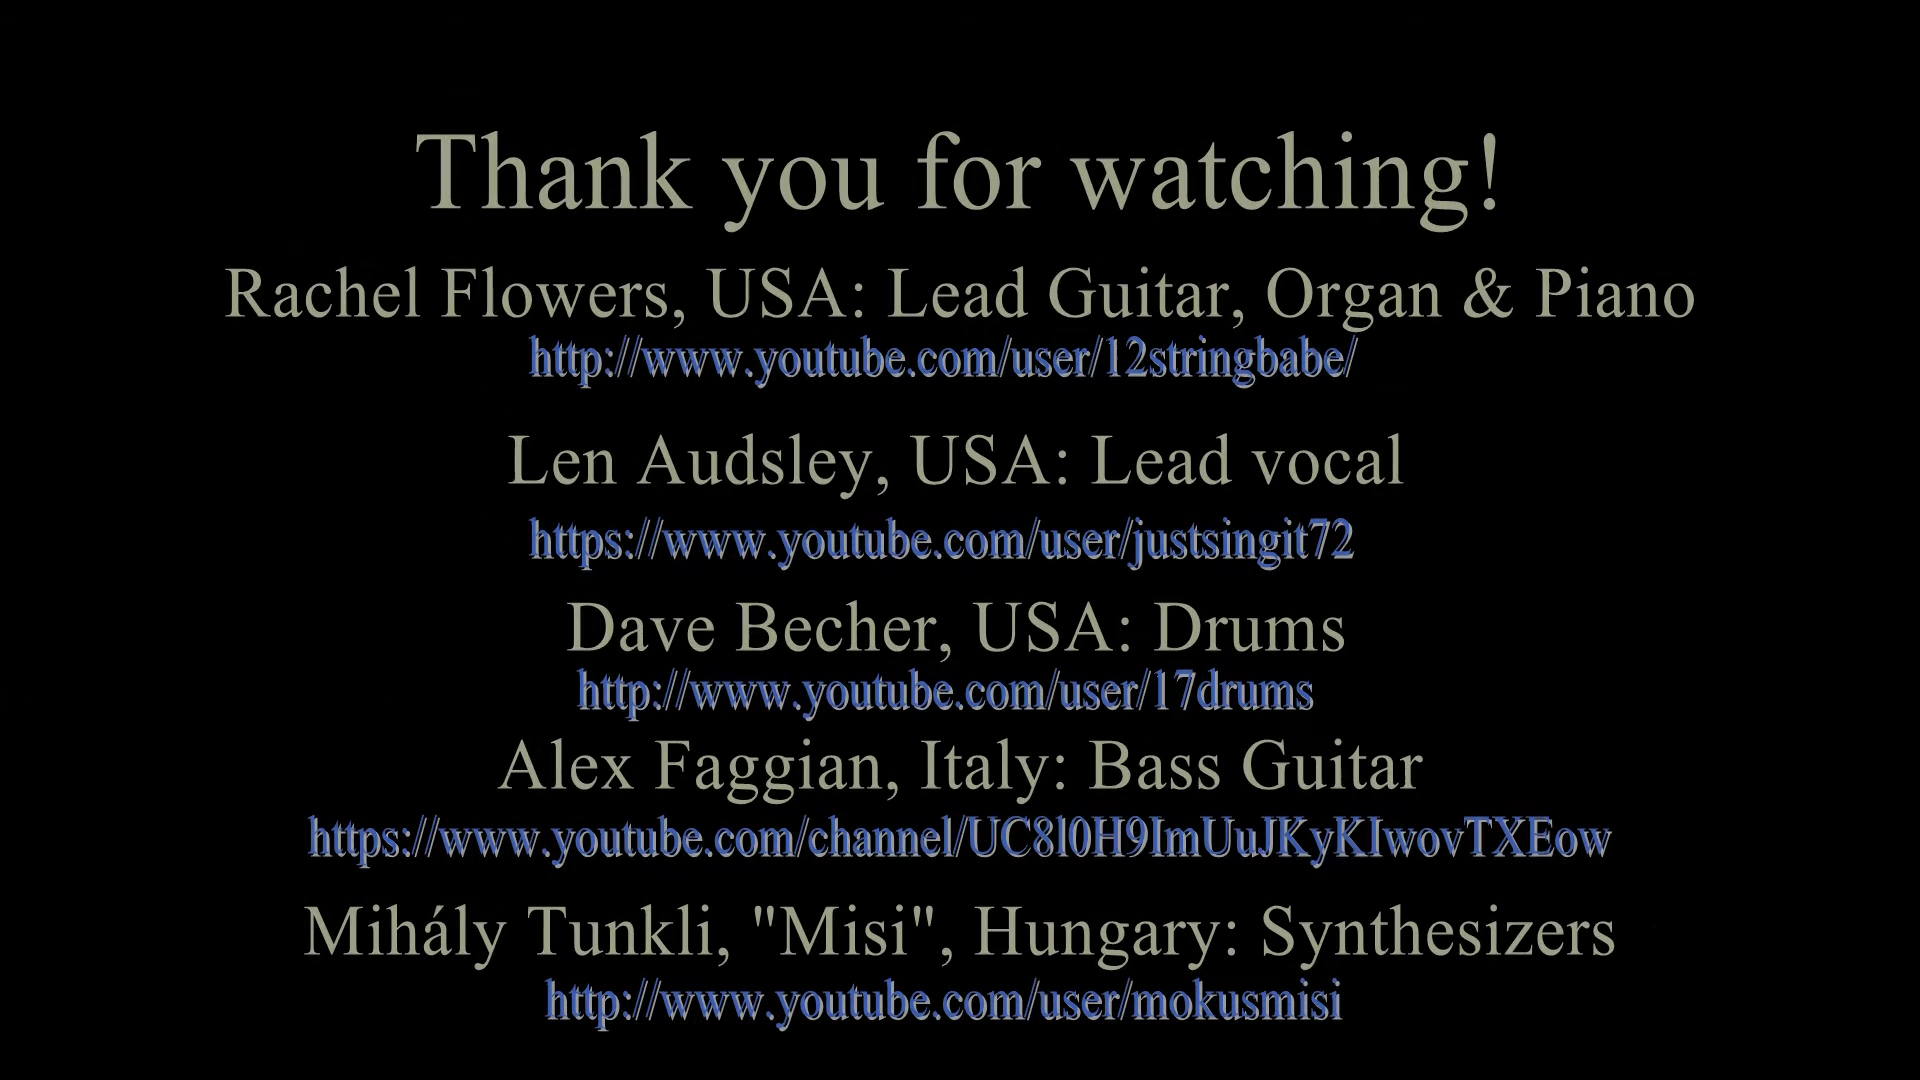 Thank you for watching!
Rachel Flowers, USA: Lead Guitar, Organ & Piano
http://www.youtube.com/user/12stringbabe/
Len Audsley, USA: Lead vocal
https://www.youtube.com/user/justsingit72
Dave Becher, USA: Drums
http://www.youtube.com/user/17drums
Alex Faggian, Italy: Bass Guitar
https://www.youtube.com/channel/UC8l0H9ImUuJKyKIwovTXEow
Mihály Tunkli, "Misi", Hungary: Synthesizers
http://www.youtube.com/user/mokusmisi